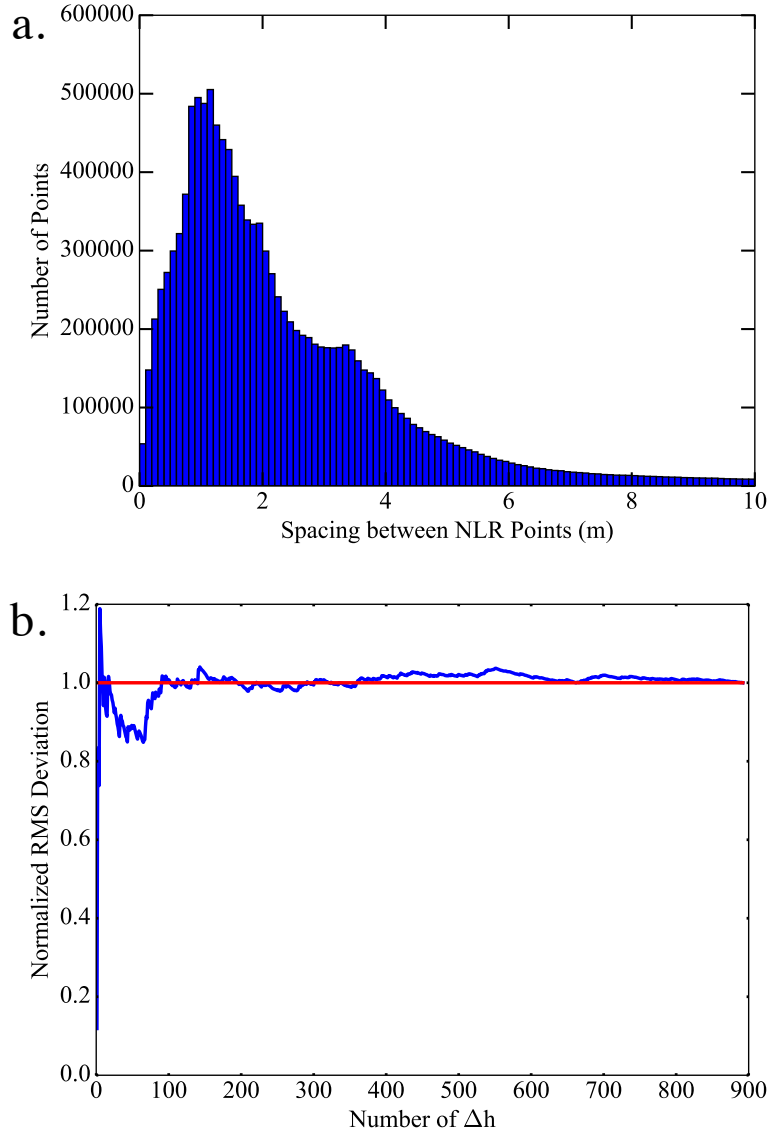 a.
600000
500000
400000
300000
200000
100000
0
Number of Points
0 2 4 6 8 10
Spacing between NLR Points (m)
b.
1.2
1.0
0.8
0.6
0.4
0.2
0.0
Normalized RMS Deviation
0 100 200 300 400 500 600 700 800 900
Number of Δh